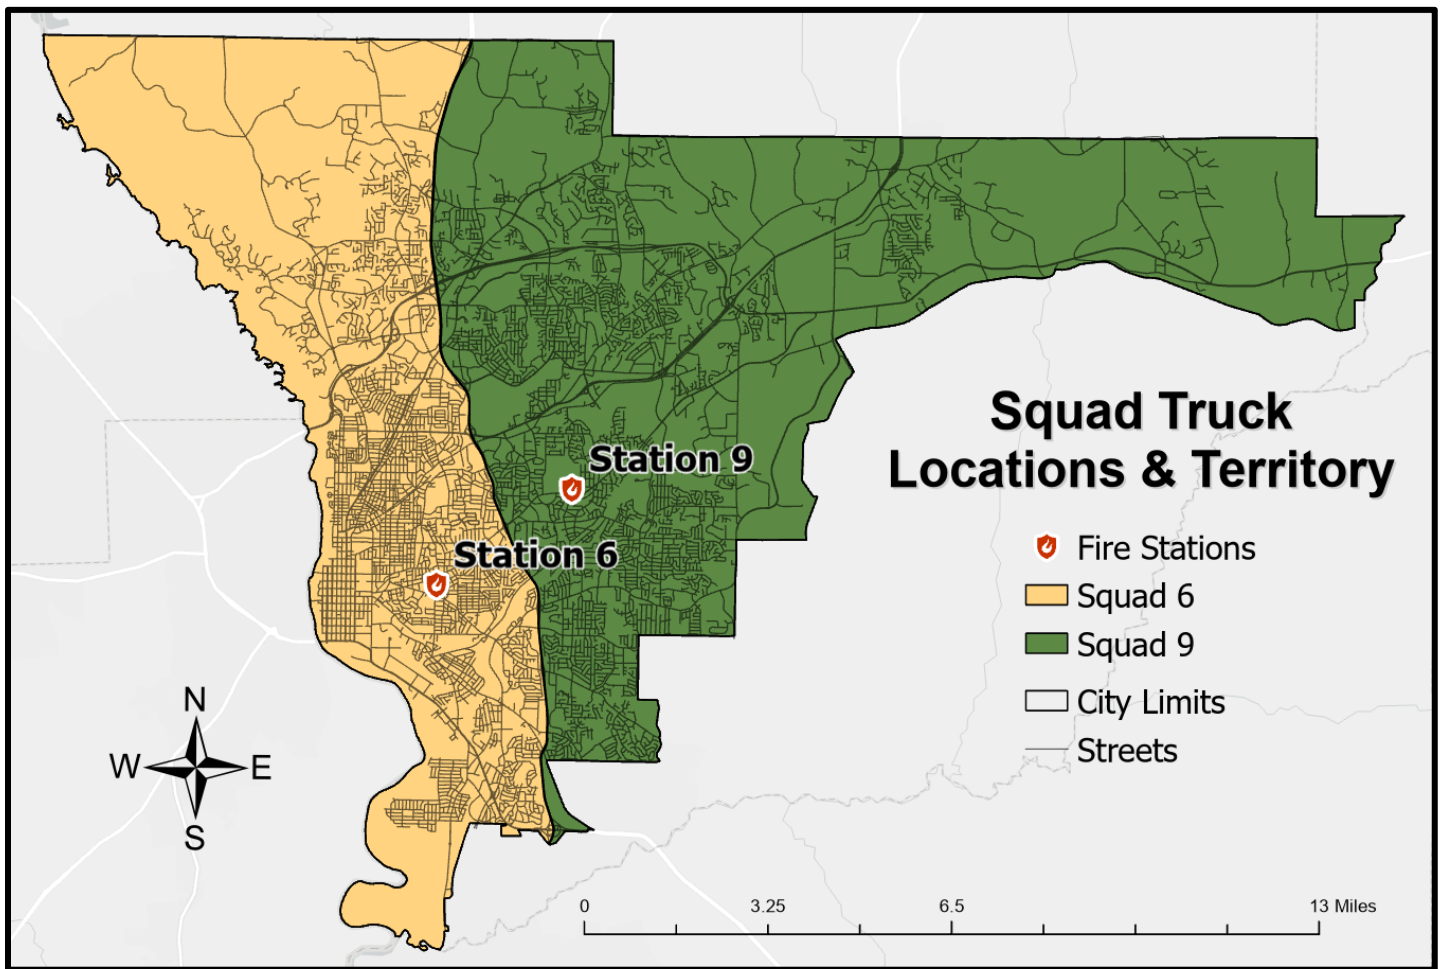 Station 9
Station 6
Squad Truck
Locations & Territory
Fire Stations
Squad 6
Squad 9
City Limits
Streets
N
W E
S
0 3.25 6.5 13 Miles